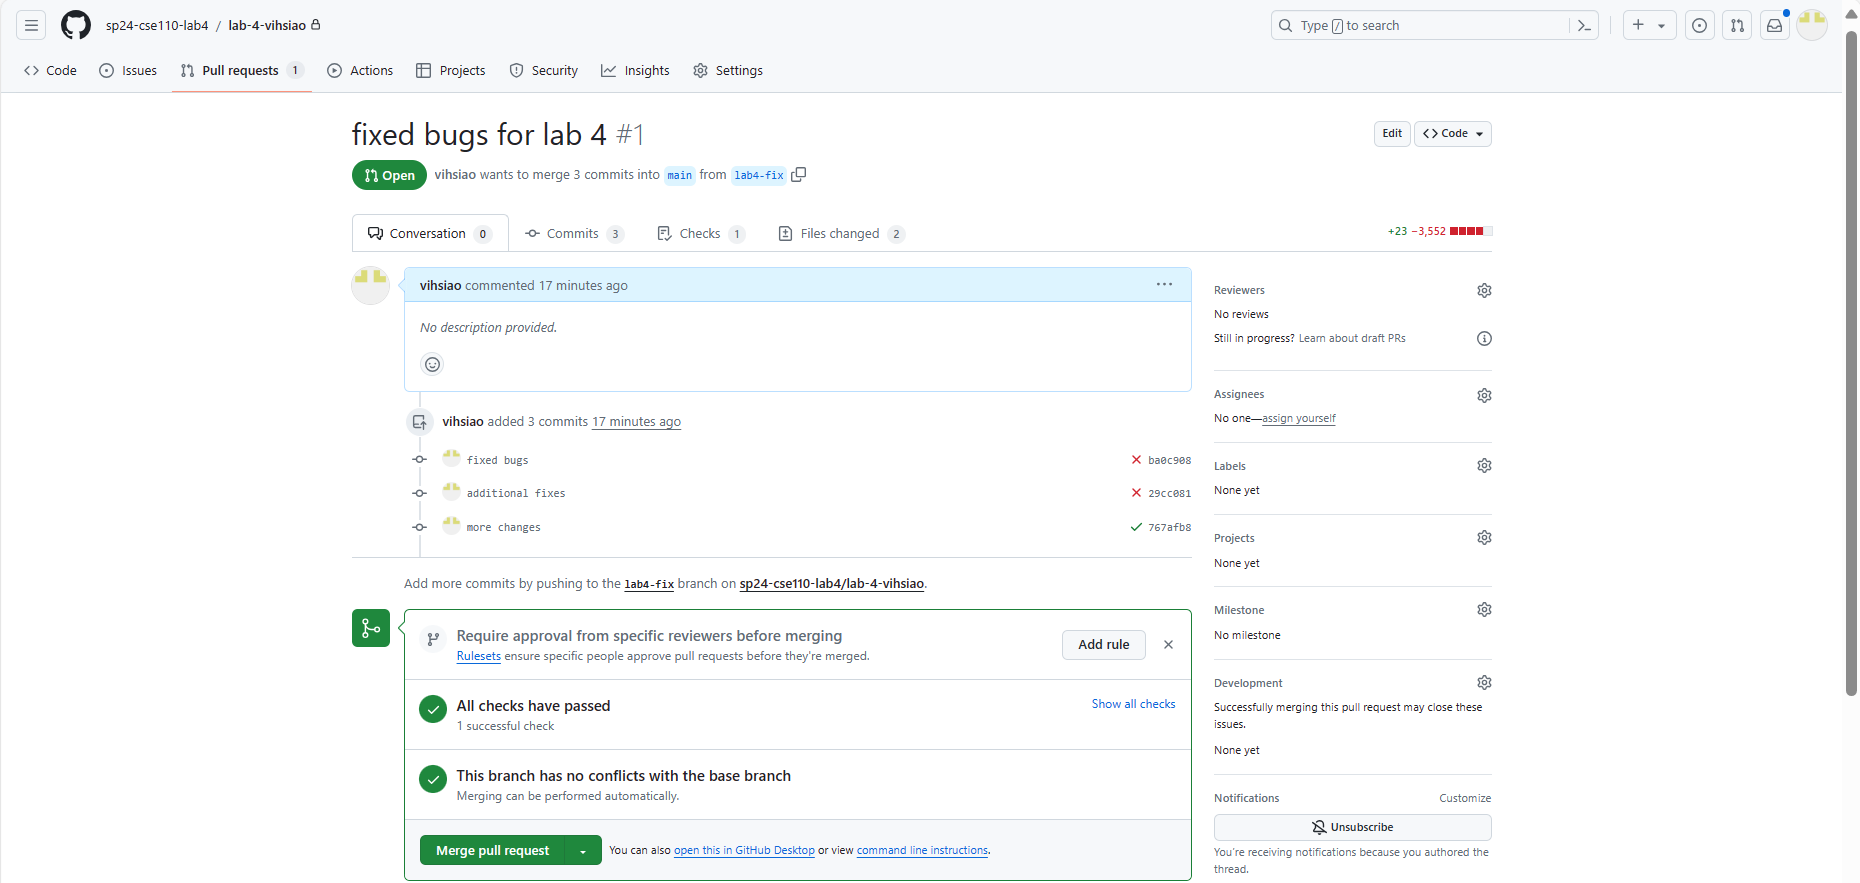 sp24-cse110-lab4 / lab-4-vihsiao
Type / to search
Code
Issues
Pull requests 1
Actions
Projects
Security
Insights
Settings
fixed bugs for lab 4 #1
Edit
<> Code
Open
vihsiao wants to merge 3 commits into main from lab4-fix
Conversation 0
Commits 3
Checks 1
Files changed 2
+23 −3,552
vihsiao commented 17 minutes ago
No description provided.
vihsiao added 3 commits 17 minutes ago
fixed bugs ba0c908
additional fixes 29cc081
more changes 767afb8
Add more commits by pushing to the lab4-fix branch on sp24-cse110-lab4/lab-4-vihsiao.
Require approval from specific reviewers before merging
Rulesets ensure specific people approve pull requests before they're merged.
Add rule
All checks have passed
1 successful check
Show all checks
This branch has no conflicts with the base branch
Merging can be performed automatically.
Merge pull request
You can also open this in GitHub Desktop or view command line instructions.
Reviewers
No reviews
Still in progress? Learn about draft PRs
Assignees
No one—assign yourself
Labels
None yet
Projects
None yet
Milestone
No milestone
Development
Successfully merging this pull request may close these
issues.
None yet
Notifications
Customize
Unsubscribe
You're receiving notifications because you authored the
thread.